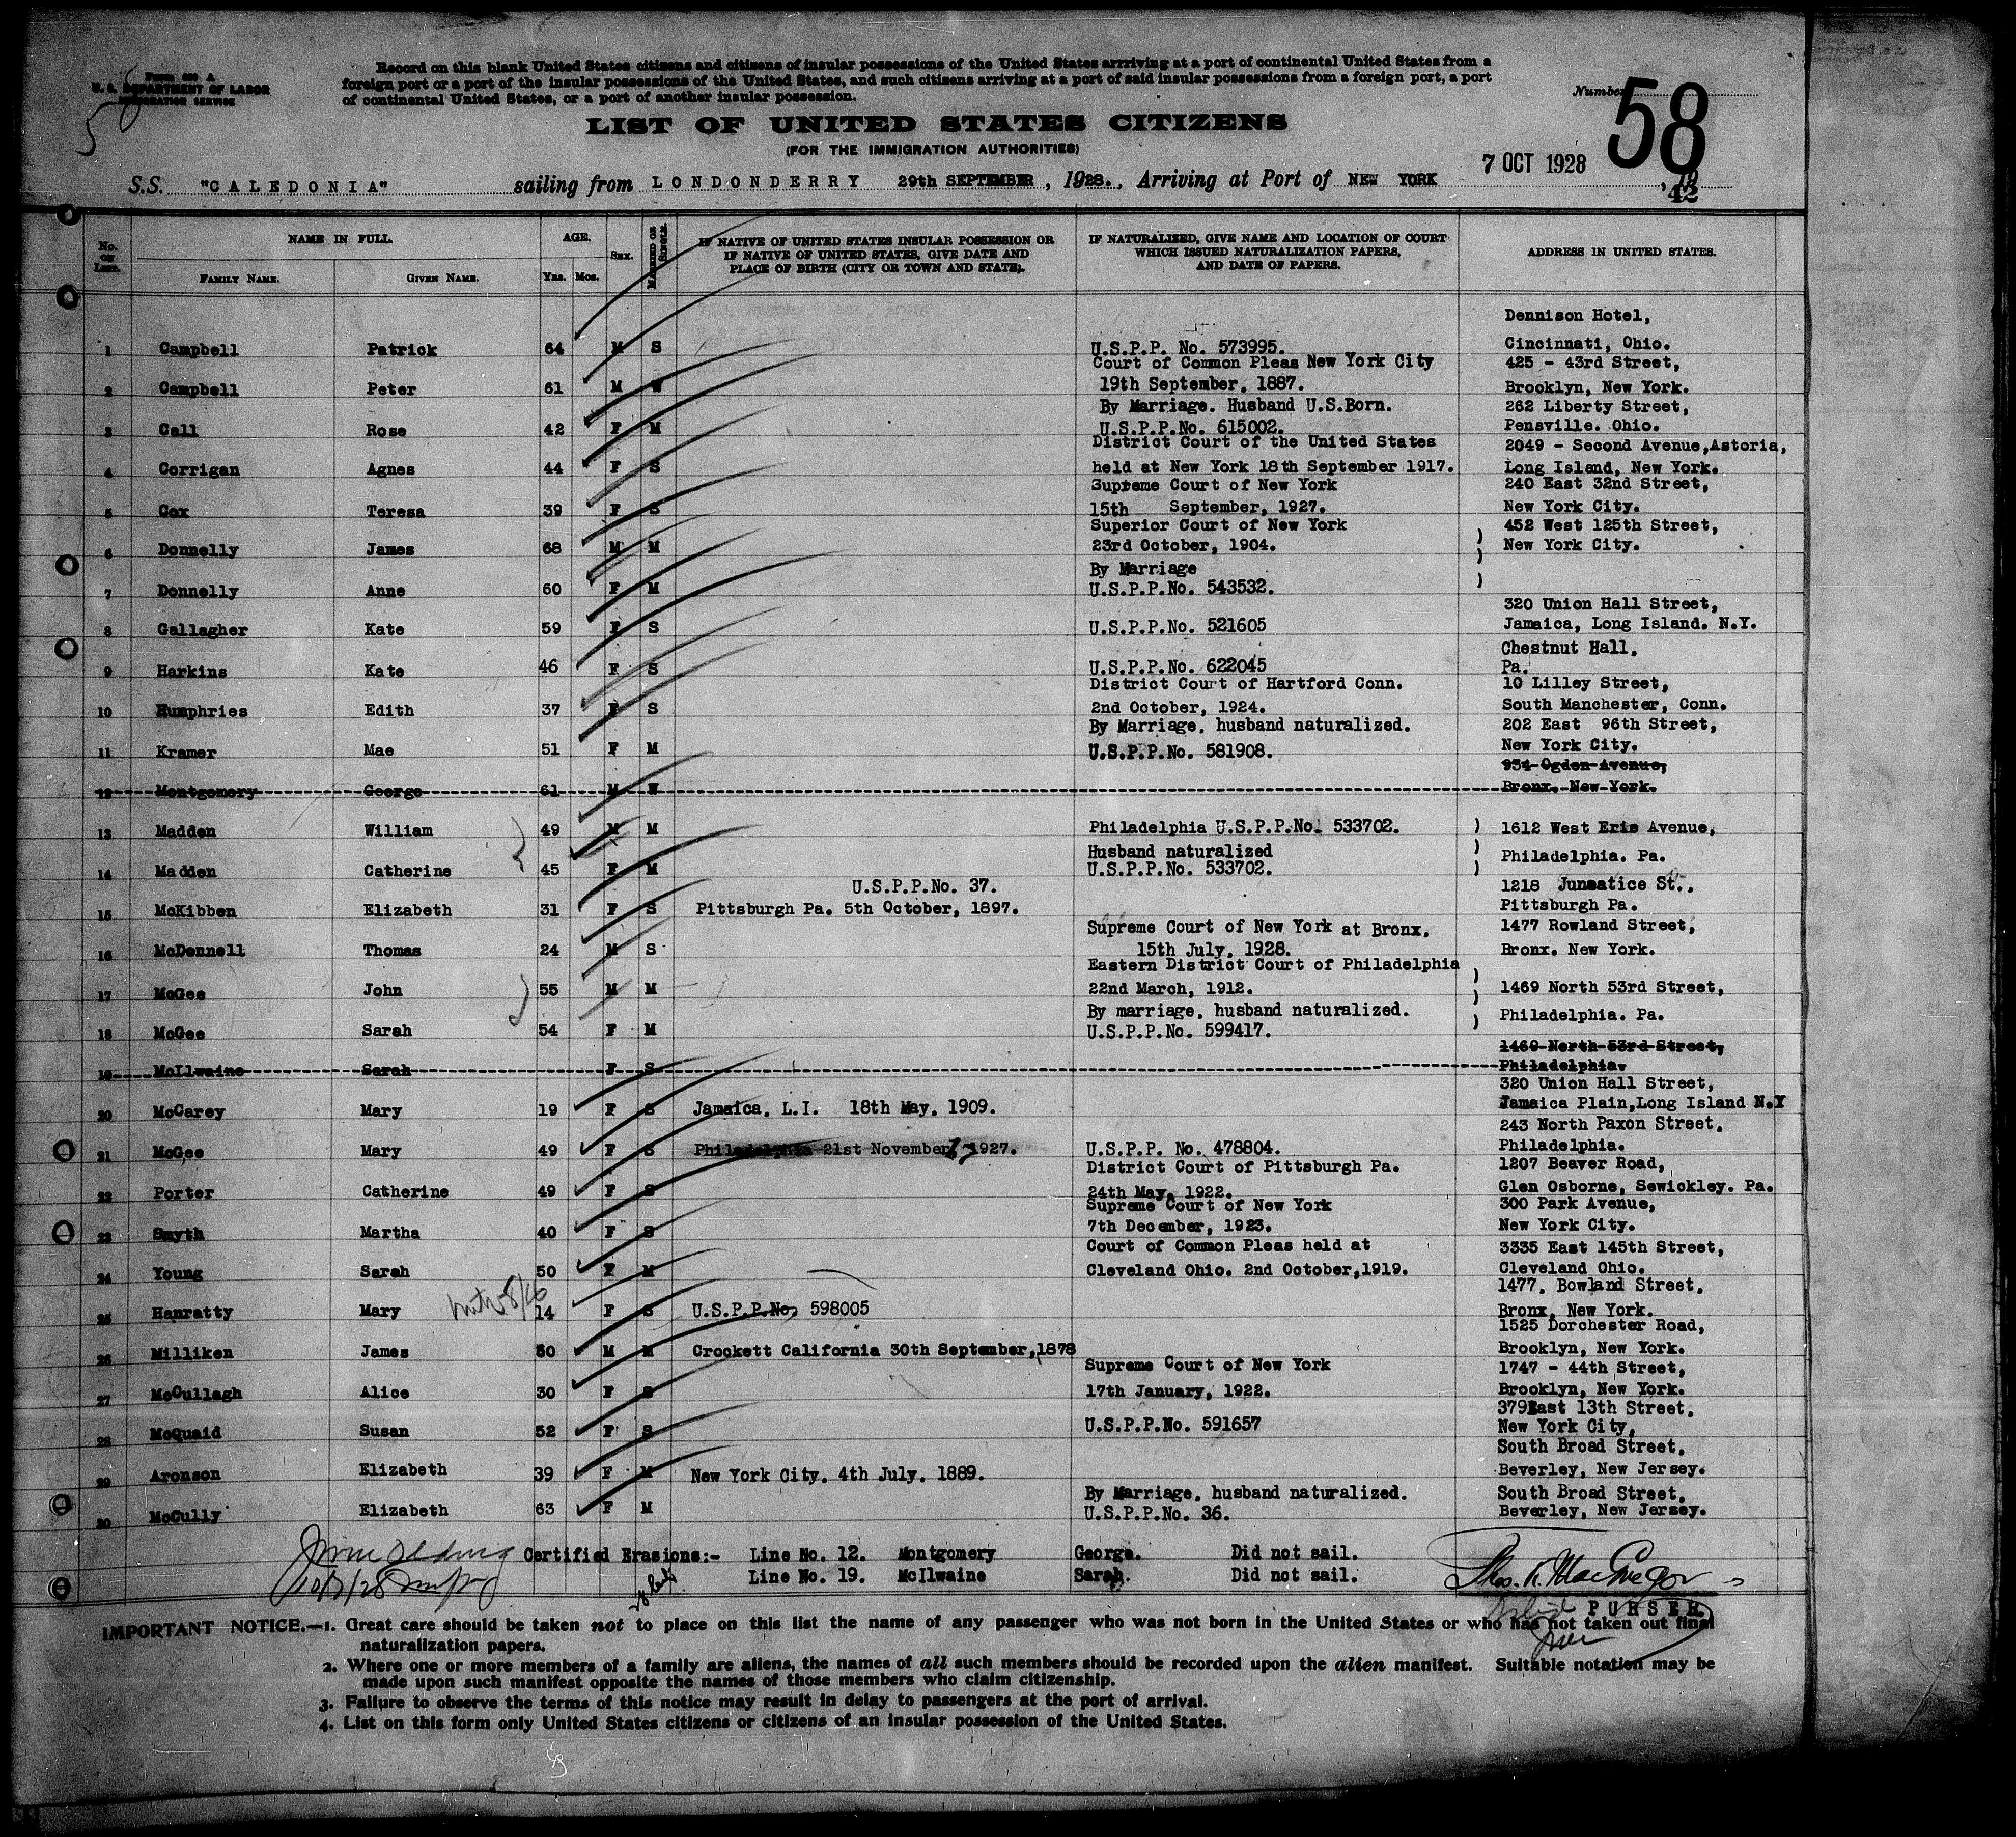 Form 630 A
U. S. DEPARTMENT OF LABOR
IMMIGRATION SERVICE
Record on this blank United States citizens and citizens of insular possessions of the United States arriving at a port of continental United States from a
foreign port or a port of the insular possessions of the United States, and such citizens arriving at a port of said insular possessions from a foreign port, a port
of continental United States, or a port of another insular possession.
Number 58
LIST OF UNITED STATES CITIZENS
(FOR THE IMMIGRATION AUTHORITIES)
S.S. "CALEDONIA" sailing from LONDONDERRY 29th SEPTEMBER, 1928., Arriving at Port of NEW YORK 7 OCT 1928, 19
42
No. on List. NAME IN FULL. AGE. Sex. Married or Single. IF NATIVE OF UNITED STATES INSULAR POSSESSION OR IF NATIVE OF UNITED STATES, GIVE DATE AND PLACE OF BIRTH (CITY OR TOWN AND STATE). IF NATURALISED, GIVE NAME AND LOCATION OF COURT WHICH ISSUED NATURALIZATION PAPERS, AND DATE OF PAPERS. ADDRESS IN UNITED STATES.
Family Name. Given Name. Yrs. Mos.
Dennison Hotel,
1 Campbell Patrick 64 M S U.S.P.P. No. 573995. Cincinnati, Ohio.
Court of Common Pleas New York City 425 - 43rd Street,
2 Campbell Peter 61 M W 19th September, 1887. Brooklyn, New York.
By Marriage. Husband U.S.Born. 262 Liberty Street,
3 Call Rose 42 F M U.S.P.P.No. 615002. Pensville. Ohio.
District Court of the United States 2049 - Second Avenue,Astoria,
4 Corrigan Agnes 44 F S held at New York 18th September 1917. Long Island, New York.
Supreme Court of New York 240 East 32nd Street,
5 Cox Teresa 39 F S 15th September, 1927. New York City.
Superior Court of New York 452 West 125th Street,
6 Donnelly James 68 M M 23rd October, 1904. ) New York City.
By Marriage
7 Donnelly Anne 60 F M U.S.P.P.No. 543532.
320 Union Hall Street,
8 Gallagher Kate 59 F S U.S.P.P.No. 521605 Jamaica, Long Island. N.Y.
Chestnut Hall,
9 Harkins Kate 46 F S U.S.P.P.No. 622045 Pa.
District Court of Hartford Conn. 10 Lilley Street,
10 Humphries Edith 37 F S 2nd October, 1924. South Manchester, Conn.
By Marriage, husband naturalized. 202 East 96th Street,
11 Kramer Mae 51 F M U.S.P.P.No. 581908. New York City.
934 Ogden Avenue,
12 Montgomery George 61 M W Bronx. New York.
13 Madden William 49 M M Philadelphia U.S.P.P.No. 533702. ) 1612 West Erie Avenue,
Husband naturalized ) Philadelphia. Pa.
14 Madden Catherine 45 F M U.S.P.P.No. 533702. )
U.S.P.P.No. 37. 1218 Junsatice St.,
15 McKibben Elizabeth 31 F S Pittsburgh Pa. 5th October, 1897. Pittsburgh Pa.
Supreme Court of New York at Bronx. 1477 Rowland Street,
16 McDennell Thomas 24 M S 15th July, 1928. Bronx. New York.
Eastern District Court of Philadelphia
17 McGee John 55 M M 22nd March, 1912. ) 1469 North 53rd Street,
By marriage, husband naturalized. ) Philadelphia. Pa.
18 McGee Sarah 54 F M U.S.P.P.No. 599417.
1469 North 53rd Street,
19 McIlwaine Sarah F S Philadelphia.
320 Union Hall Street,
20 McCarey Mary 19 F S Jamaica, L.I. 18th May, 1909. Jamaica Plain,Long Island N.Y
243 North Paxon Street,
21 McGee Mary 49 F S Philadelphia 21st November, 1927. U.S.P.P. No. 478804. Philadelphia.
District Court of Pittsburgh Pa. 1207 Beaver Road,
22 Porter Catherine 49 F S 24th May, 1922. Glen Osborne, Sewickley. Pa.
Supreme Court of New York 300 Park Avenue,
23 Smyth Martha 40 F S 7th December, 1923. New York City.
Court of Common Pleas held at 3335 East 145th Street,
24 Young Sarah 50 F M Cleveland Ohio. 2nd October,1919. Cleveland Ohio.
1477. Bowland Street,
25 Hanratty Mary 14 F S U.S.P.P.No, 598005 Bronx, New York.
1525 Dorchester Road,
26 Milliken James 50 M M Crockett California 30th September,1878 Brooklyn, New York.
Supreme Court of New York 1747 - 44th Street,
27 McCullagh Alice 30 F S 17th January, 1922. Brooklyn, New York.
379East 13th Street,
28 McQuaid Susan 52 F S U.S.P.P.No. 591657 New York City,
South Broad Street,
29 Aronson Elizabeth 39 F M New York City, 4th July, 1889. Beverley, New Jersey.
By Marriage, husband naturalized. South Broad Street,
30 McCully Elizabeth 63 F M U.S.P.P.No. 36. Beverley, New Jersey.
Certified Erasions:- Line No. 12. Montgomery George. Did not sail.
Line No. 19. McIlwaine Sarah. Did not sail.
Thos. K. MacGregor
PURSER
IMPORTANT NOTICE.—1. Great care should be taken not to place on this list the name of any passenger who was not born in the United States or who has not taken out final
naturalization papers.
2. Where one or more members of a family are aliens, the names of all such members should be recorded upon the alien manifest. Suitable notation may be
made upon such manifest opposite the names of those members who claim citizenship.
3. Failure to observe the terms of this notice may result in delay to passengers at the port of arrival.
4. List on this form only United States citizens or citizens of an insular possession of the United States.